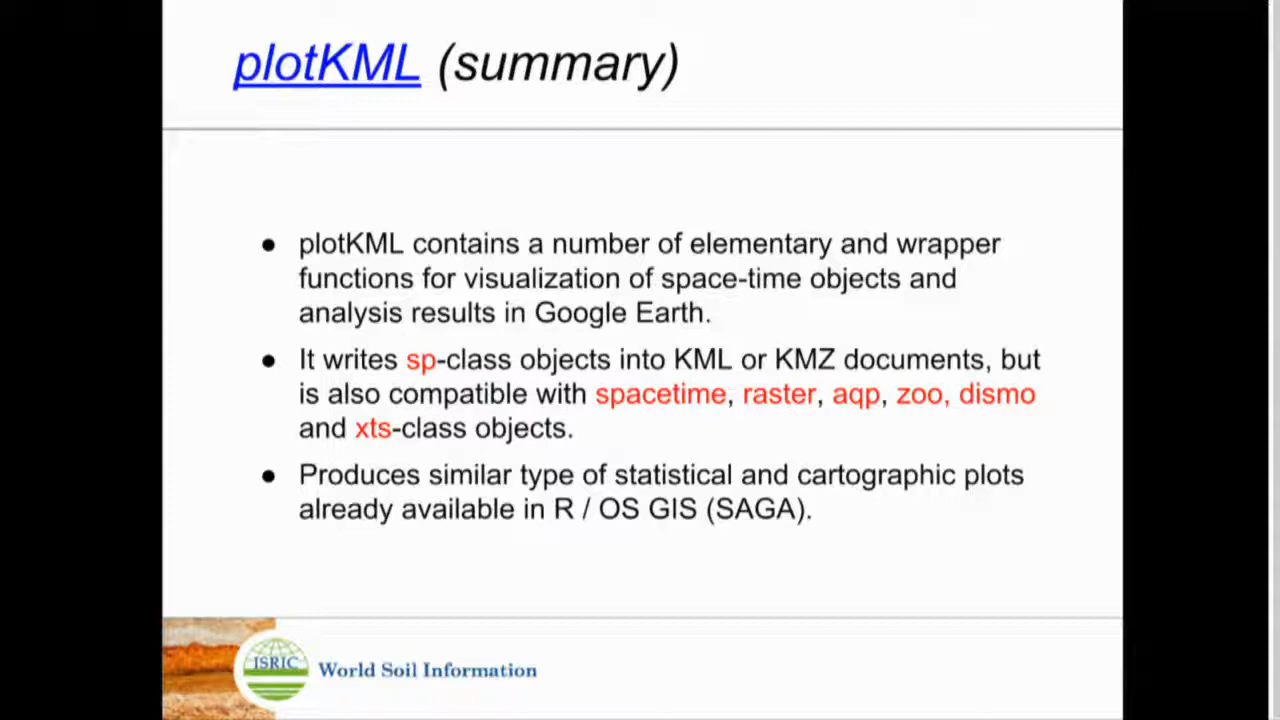 plotKML (summary)
● plotKML contains a number of elementary and wrapper
functions for visualization of space-time objects and
analysis results in Google Earth.
● It writes sp-class objects into KML or KMZ documents, but
is also compatible with spacetime, raster, aqp, zoo, dismo
and xts-class objects.
● Produces similar type of statistical and cartographic plots
already available in R / OS GIS (SAGA).
ISRIC World Soil Information